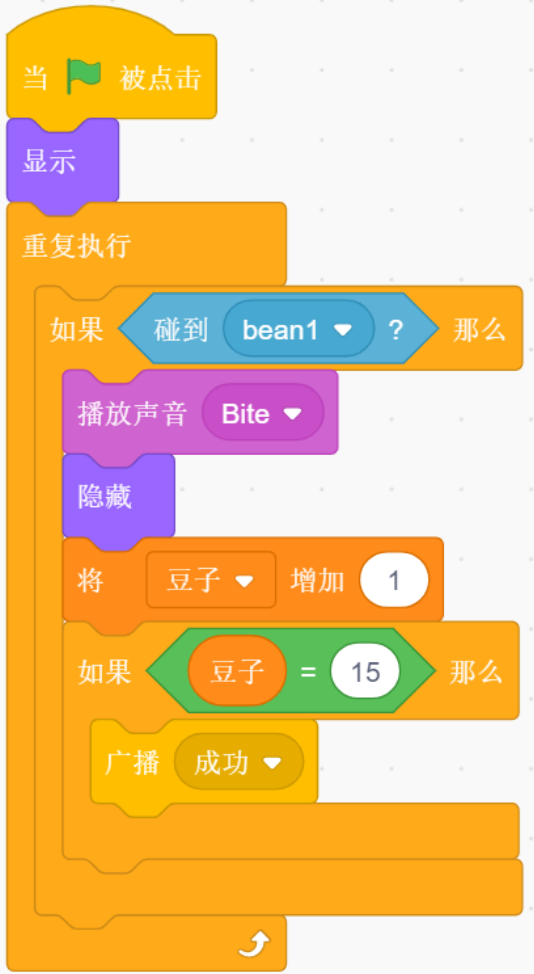 当 被点击
显示
重复执行
如果 碰到 bean1 ? 那么
播放声音 Bite
隐藏
将 豆子 增加 1
如果 豆子 = 15 那么
广播 成功